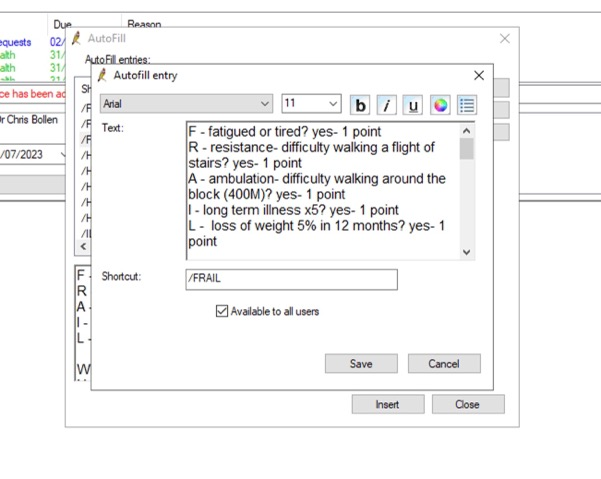 Due Reason
equests 02/
alth 31/
alth 31/
31/
ce has been ad
Dr Chris Bollen
/07/2023
AutoFill
AutoFill entries:
Sh
/F
/F
/F
/H
/H
/H
/H
/H
/II
F -
R
A
I -
L -
W
Autofill entry
Arial 11 b i u
Text:
F - fatigued or tired? yes- 1 point
R - resistance- difficulty walking a flight of
stairs? yes- 1 point
A - ambulation- difficulty walking around the
block (400M)? yes- 1 point
I - long term illness x5? yes- 1 point
L -  loss of weight 5% in 12 months? yes- 1
point
Shortcut: /FRAIL
Available to all users
Save Cancel
Insert Close